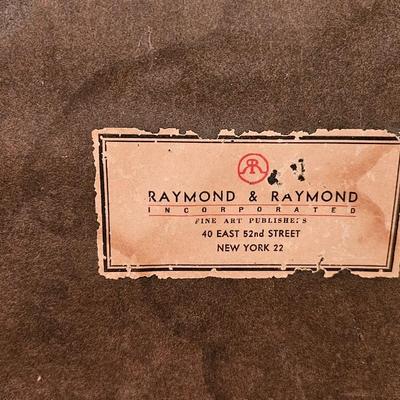 RR
RAYMOND & RAYMOND
INCORPORATED
FINE ART PUBLISHERS
40 EAST 52nd STREET
NEW YORK 22